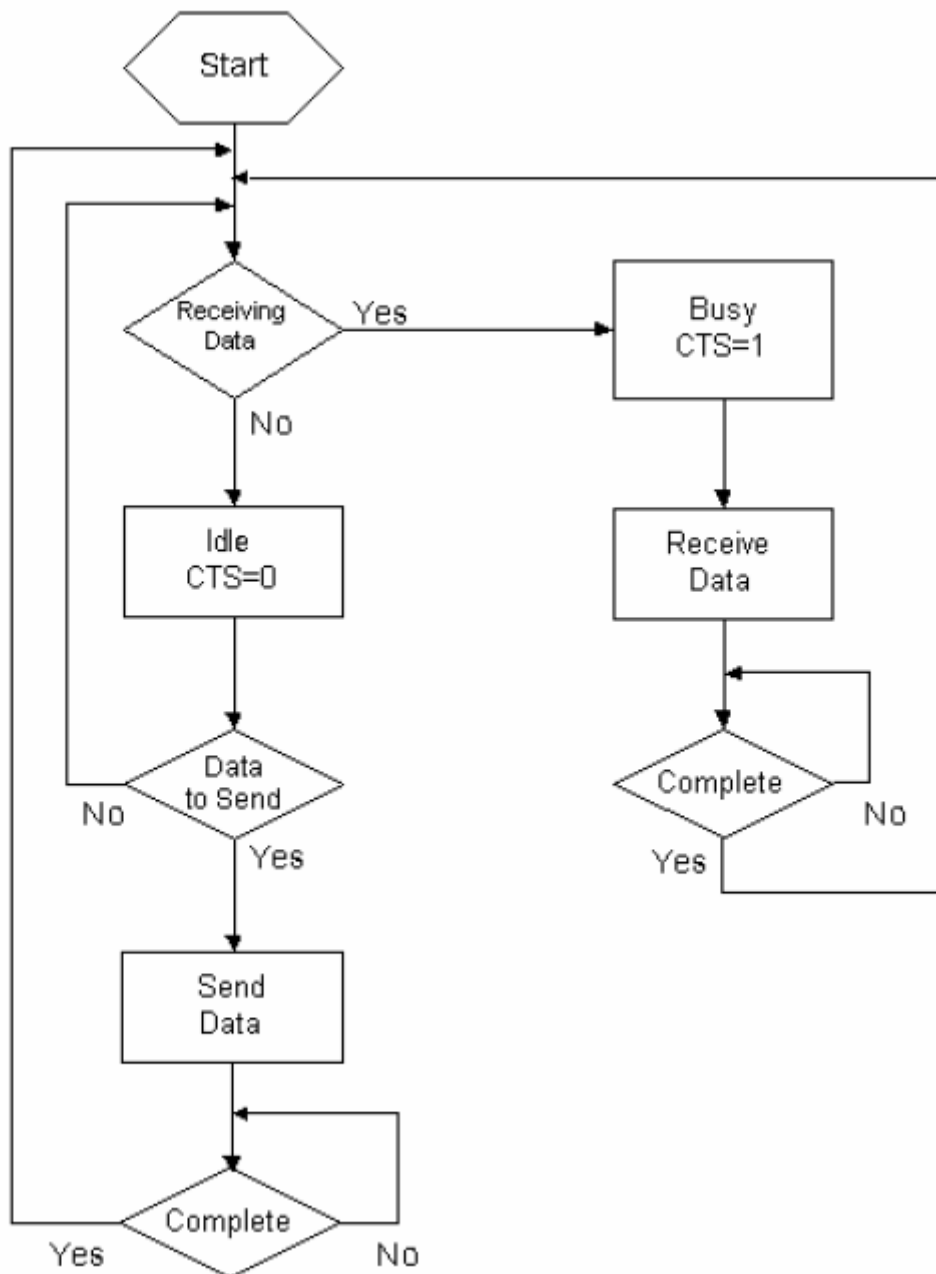 Start
Receiving
Data
Yes
No
Busy
CTS=1
Idle
CTS=0
Receive
Data
Data
to Send
No
Yes
Complete
No
Yes
Send
Data
Complete
Yes
No